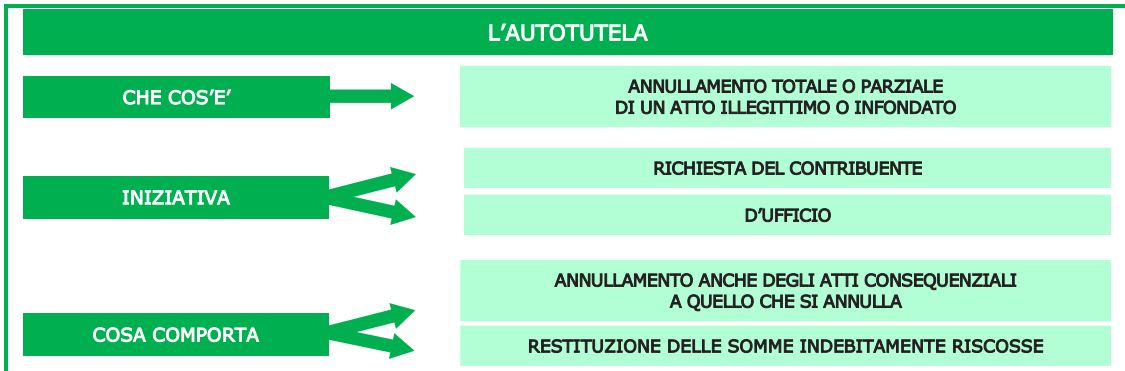 L’AUTOTUTELA
CHE COS’E’
ANNULLAMENTO TOTALE O PARZIALE
DI UN ATTO ILLEGITTIMO O INFONDATO
INIZIATIVA
RICHIESTA DEL CONTRIBUENTE
D’UFFICIO
COSA COMPORTA
ANNULLAMENTO ANCHE DEGLI ATTI CONSEQUENZIALI
A QUELLO CHE SI ANNULLA
RESTITUZIONE DELLE SOMME INDEBITAMENTE RISCOSSE